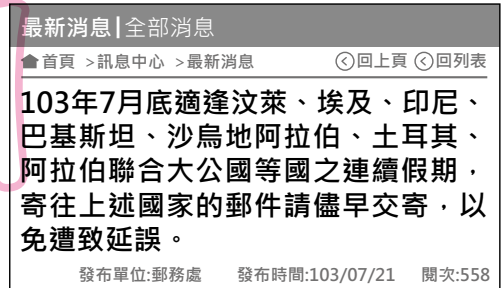 最新消息|全部消息
首頁 >訊息中心 >最新消息 回上頁 回列表
103年7月底適逢汶萊、埃及、印尼、
巴基斯坦、沙烏地阿拉伯、土耳其、
阿拉伯聯合大公國等國之連續假期，
寄往上述國家的郵件請儘早交寄，以
免遭致延誤。
發布單位:郵務處 發布時間:103/07/21 閱次:558